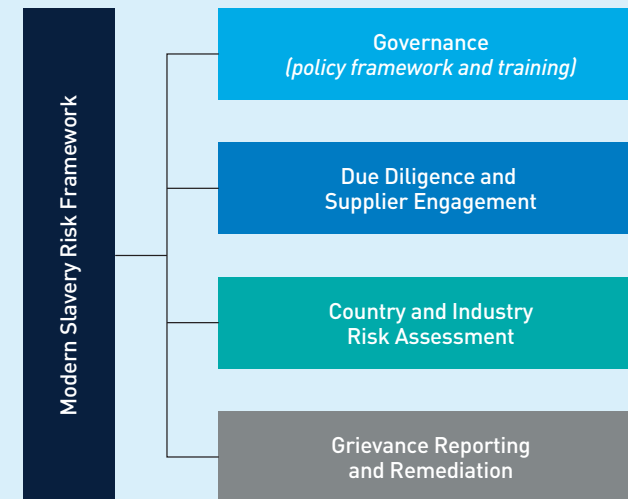 Modern Slavery Risk Framework
Governance
(policy framework and training)
Due Diligence and
Supplier Engagement
Country and Industry
Risk Assessment
Grievance Reporting
and Remediation